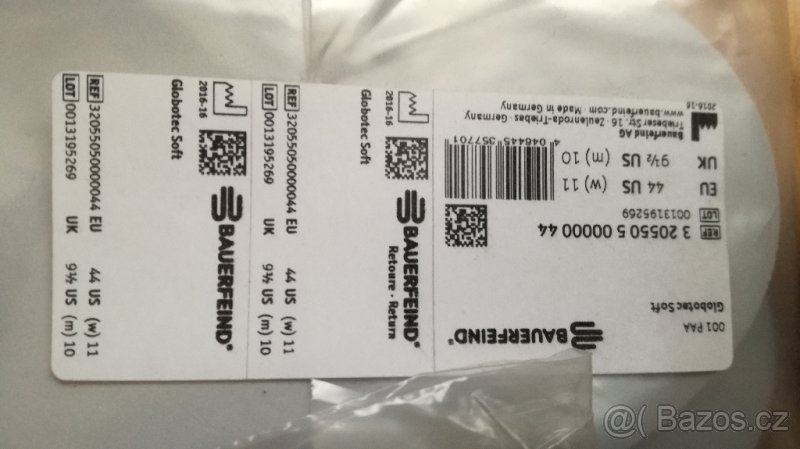 BAUERFEIND®
001 PAA
Globotec Soft
REF 3 20550 5 00000 44
LOT 0013195269
EU 44 US (w) 11
UK 9½ US (m) 10
4 046445 357701
Bauerfeind AG
Triebeser Str. 16 · Zeulenroda-Triebes · Germany
www.bauerfeind.com · Made in Germany
2016-16
BAUERFEIND®
Retoure · Return
Globotec Soft
2016-16
REF 32055050000044 EU 44 US (w) 11
LOT 0013195269 UK 9½ US (m) 10
BAUERFEIND®
Globotec Soft
2016-16
REF 32055050000044 EU 44 US (w) 11
LOT 0013195269 UK 9½ US (m) 10
@ Bazos.cz